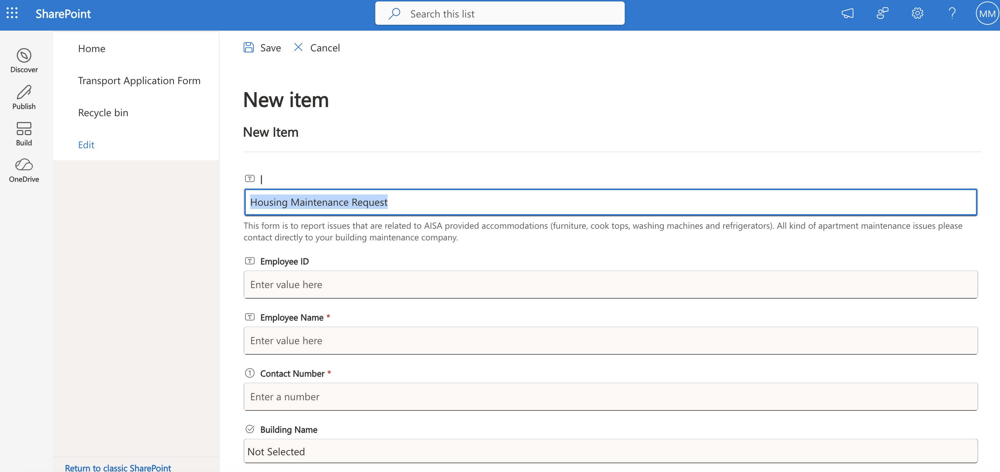 SharePoint
Search this list
MM
Discover
Publish
Build
OneDrive
Home
Transport Application Form
Recycle bin
Edit
Return to classic SharePoint
Save
Cancel
New item
New Item
|
Housing Maintenance Request
This form is to report issues that are related to AISA provided accommodations (furniture, cook tops, washing machines and refrigerators). All kind of apartment maintenance issues please
contact directly to your building maintenance company.
Employee ID
Enter value here
Employee Name *
Enter value here
Contact Number *
Enter a number
Building Name
Not Selected